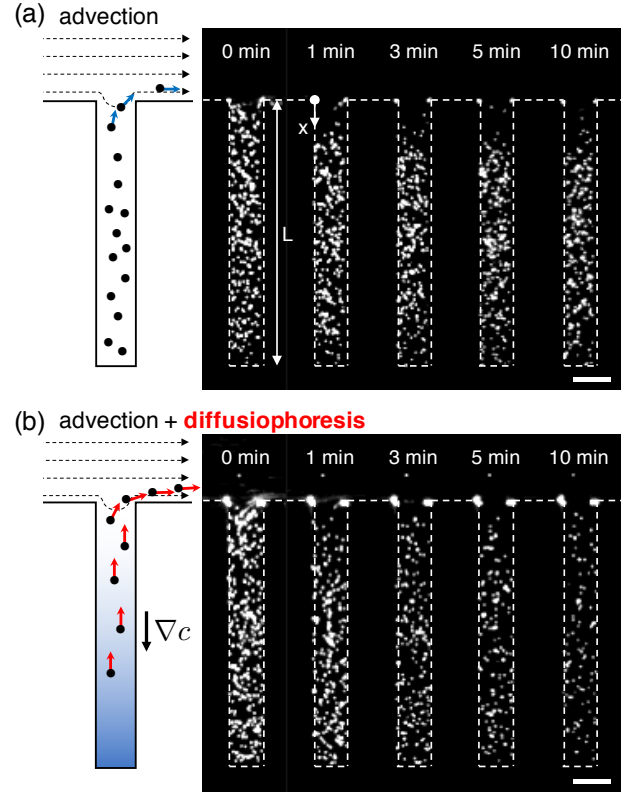 (a) advection
0 min 1 min 3 min 5 min 10 min
x
L
(b) advection + diffusiophoresis
0 min 1 min 3 min 5 min 10 min
∇c